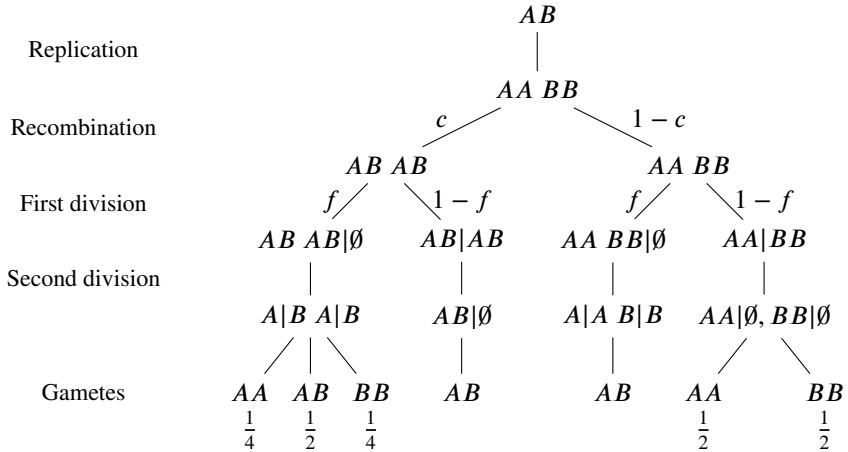 AB
Replication
AA BB
Recombination c 1 − c
AB AB AA BB
First division f 1 − f f 1 − f
AB AB|∅ AB|AB AA BB|∅ AA|BB
Second division
A|B A|B AB|∅ A|A B|B AA|∅, BB|∅
Gametes AA AB BB AB AB AA BB
1/4 1/2 1/4 1/2 1/2